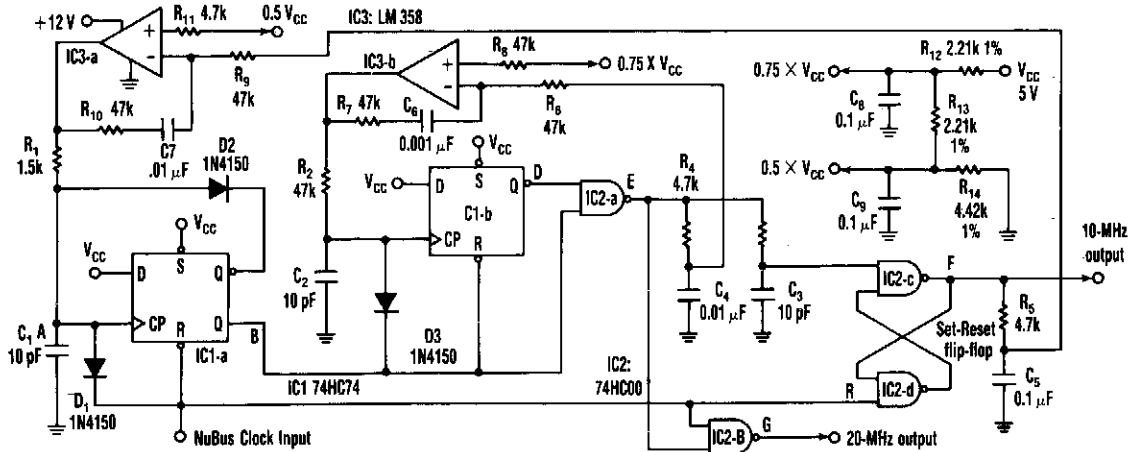 +12 V
R11 4.7k
0.5 VCC
IC3: LM 358
+
−
IC3-a
R9
47k
R10 47k
C7
.01 µF
R1
1.5k
D2
1N4150
IC3-b
+
−
R8 47k
0.75 X VCC
R7 47k
C6
0.001 µF
R6
47k
R12 2.21k 1%
0.75 × VCC
VCC
5 V
C8
0.1 µF
R13
2.21k
1%
0.5 × VCC
C9
0.1 µF
R14
4.42k
1%
R2
47k
VCC
VCC
D
S
Q
D
C1-b
CP
R
IC2-a
E
R4
4.7k
10-MHz
output
VCC
VCC
D
S
Q
CP
R
Q
B
IC1-a
C1 A
10 pF
D1
1N4150
C2
10 pF
D3
1N4150
IC1 74HC74
C4
0.01 µF
C3
10 pF
IC2:
74HC00
IC2-c
F
Set-Reset
flip-flop
R
IC2-d
R5
4.7k
C5
0.1 µF
NuBus Clock Input
IC2-B
G
20-MHz output